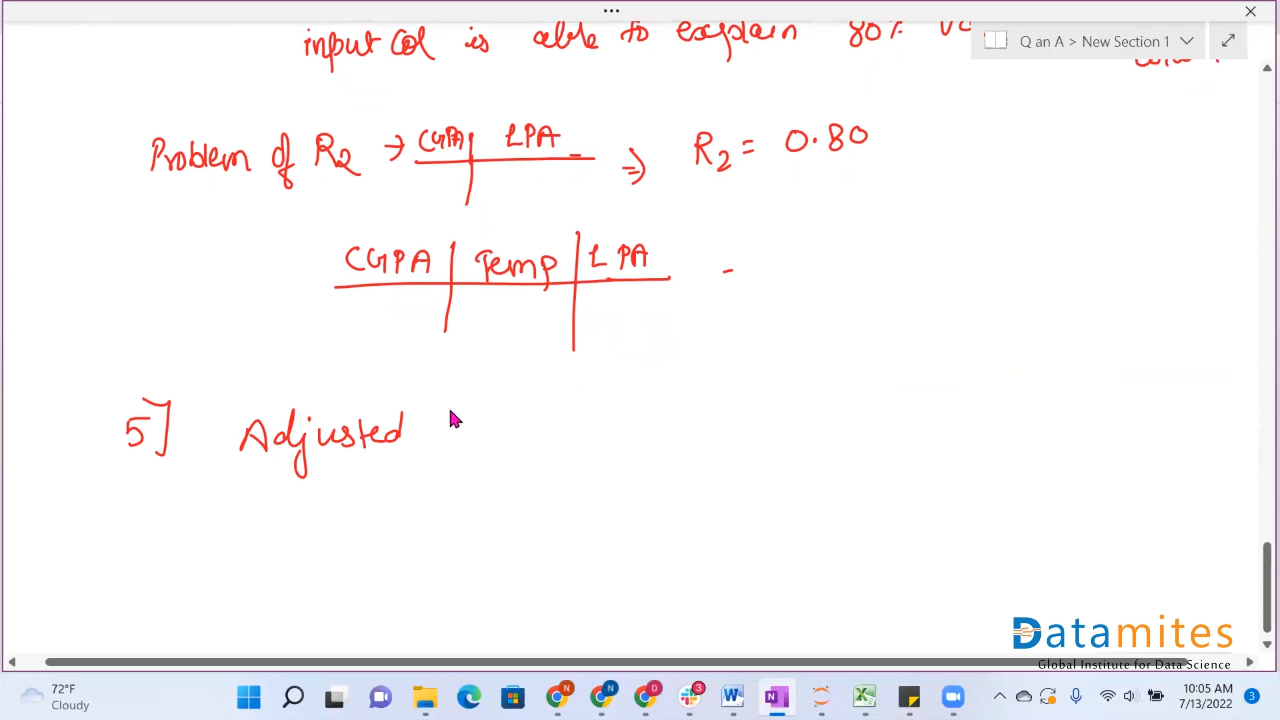 ...
Q an A > New Section 1
input Col is able to explain 80%
Problem of R2 → CGPA LPA ⇒ R2 = 0.80
CGPA Temp LPA -
5] Adjusted
Datamites
Global Institute for Data Science
72°F
Cloudy
N N D 3
10:05 AM
7/13/2022
3